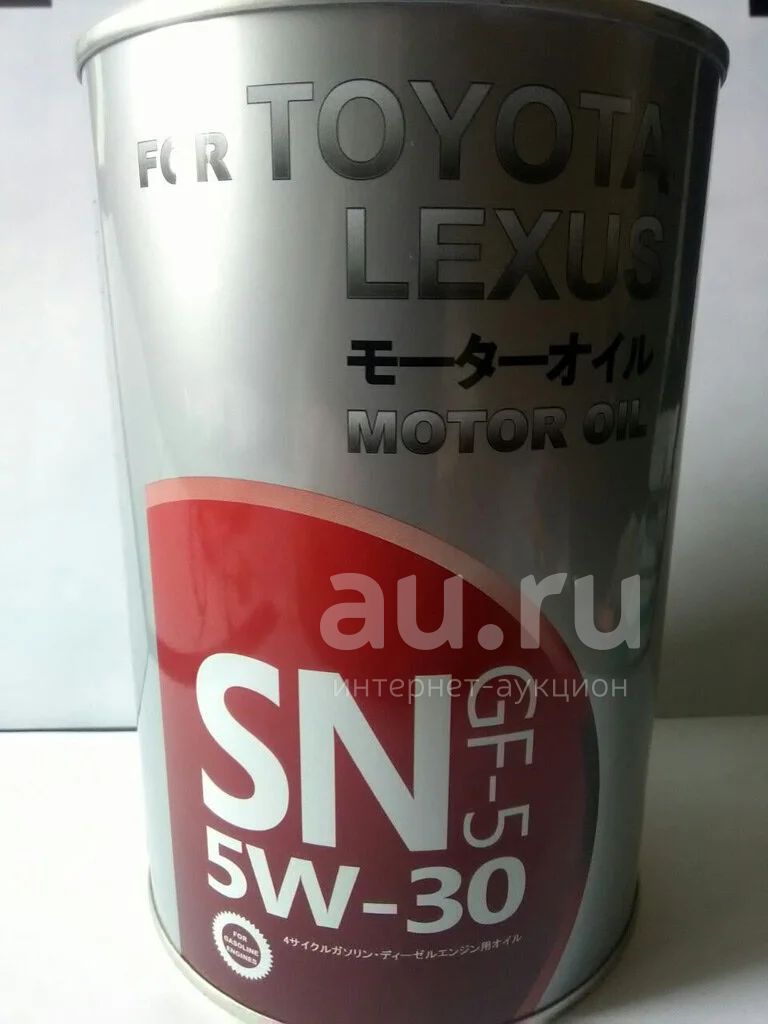 FOR TOYOTA
LEXUS
モーターオイル
MOTOR OIL
au.ru
интернет-аукцион
SN
GF-5
5W-30
FOR
GASOLINE
ENGINES
4サイクルガソリン・ディーゼルエンジン用オイル